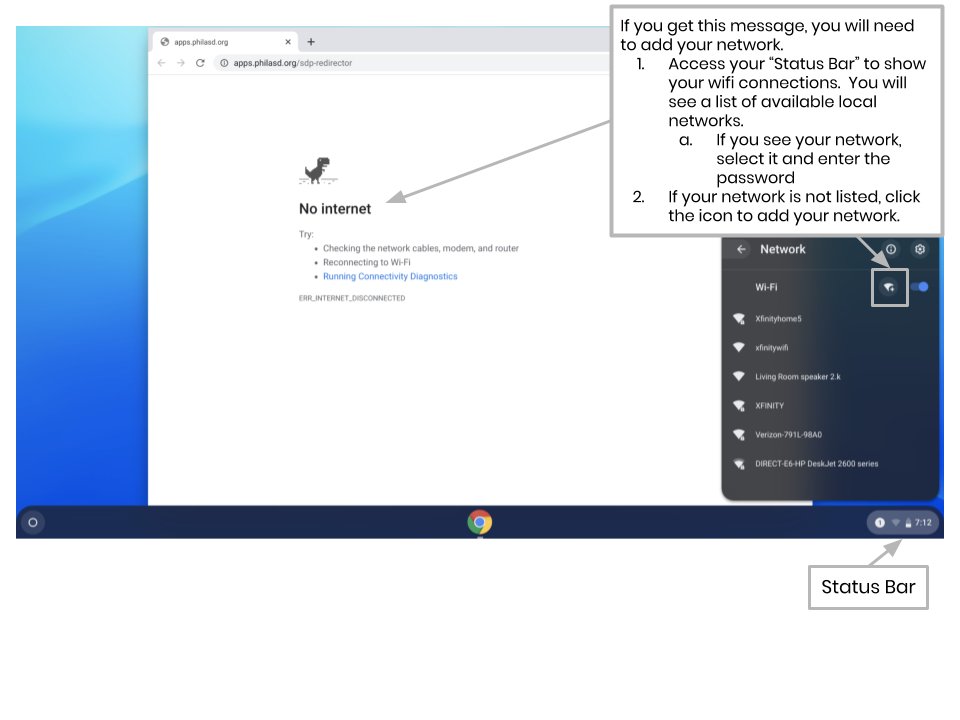 If you get this message, you will need
to add your network.
1. Access your “Status Bar” to show
your wifi connections. You will
see a list of available local
networks.
a. If you see your network,
select it and enter the
password
2. If your network is not listed, click
the icon to add your network.
apps.philasd.org
apps.philasd.org/sdp-redirector
No internet
Try:
• Checking the network cables, modem, and router
• Reconnecting to Wi-Fi
• Running Connectivity Diagnostics
ERR_INTERNET_DISCONNECTED
Network
Wi-Fi
Xfinityhome5
xfinitywifi
Living Room speaker 2.k
XFINITY
Verizon-791L-98A0
DIRECT-E6-HP DeskJet 2600 series
1 7:12
Status Bar